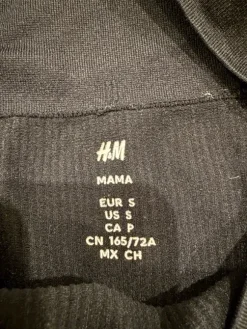 H&M
MAMA
EUR S
US S
CA P
CN 165/72A
MX CH